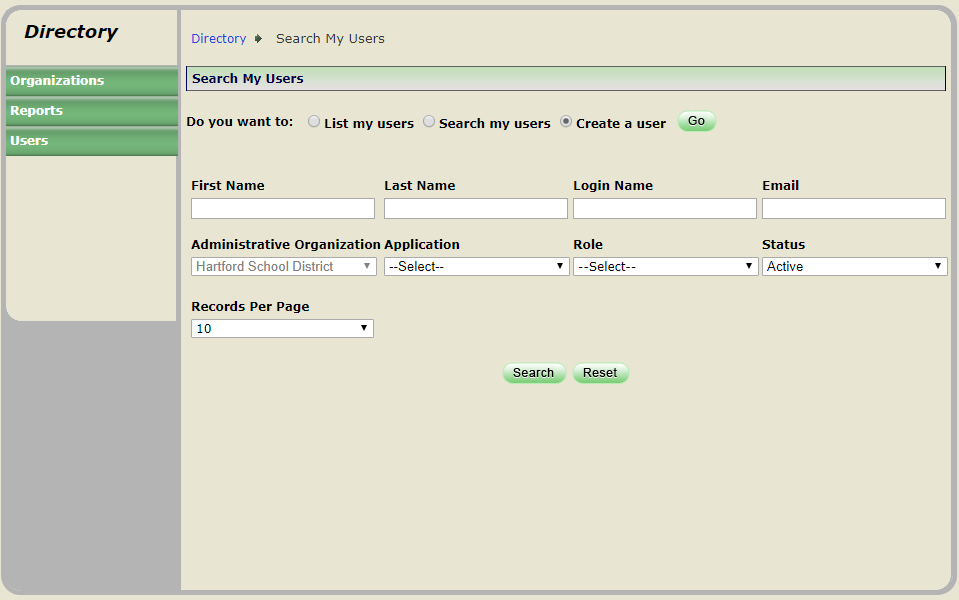 Directory
Directory Search My Users
Organizations
Reports
Users
Search My Users
Do you want to: List my users Search my users Create a user Go
First Name Last Name Login Name Email
Administrative Organization Application Role Status
Hartford School District --Select-- --Select-- Active
Records Per Page
10
Search Reset